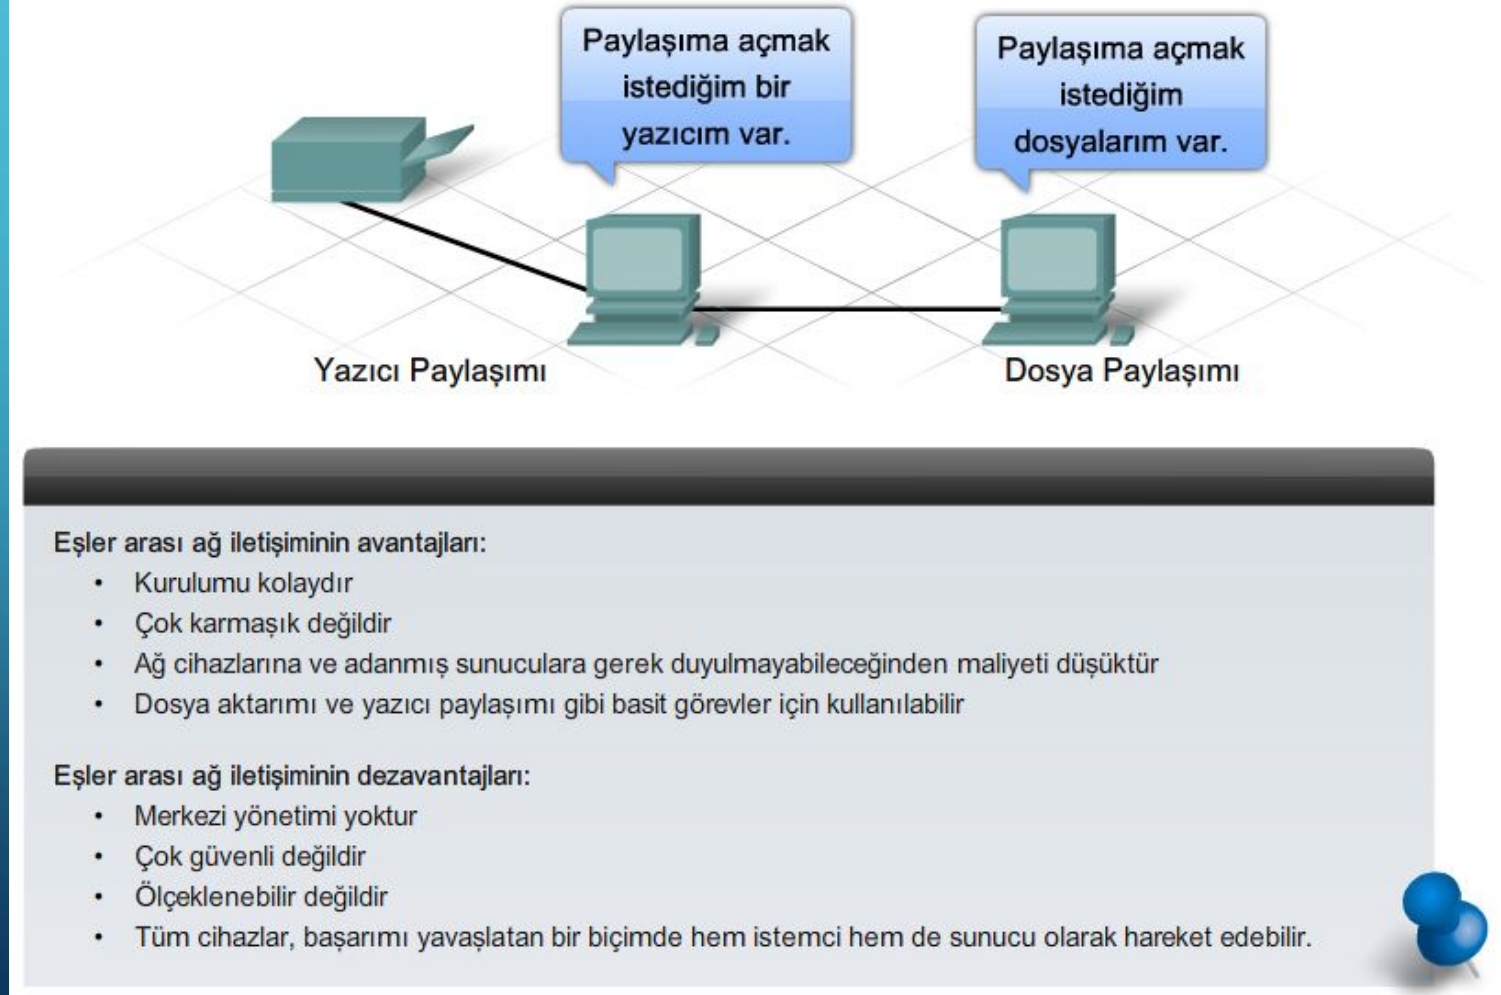 Paylaşıma açmak
istediğim bir
yazıcım var.
Paylaşıma açmak
istediğim
dosyalarım var.
Yazıcı Paylaşımı
Dosya Paylaşımı
Eşler arası ağ iletişiminin avantajları:
• Kurulumu kolaydır
• Çok karmaşık değildir
• Ağ cihazlarına ve adanmış sunuculara gerek duyulmayabileceğinden maliyeti düşüktür
• Dosya aktarımı ve yazıcı paylaşımı gibi basit görevler için kullanılabilir
Eşler arası ağ iletişiminin dezavantajları:
• Merkezi yönetimi yoktur
• Çok güvenli değildir
• Ölçeklenebilir değildir
• Tüm cihazlar, başarımı yavaşlatan bir biçimde hem istemci hem de sunucu olarak hareket edebilir.